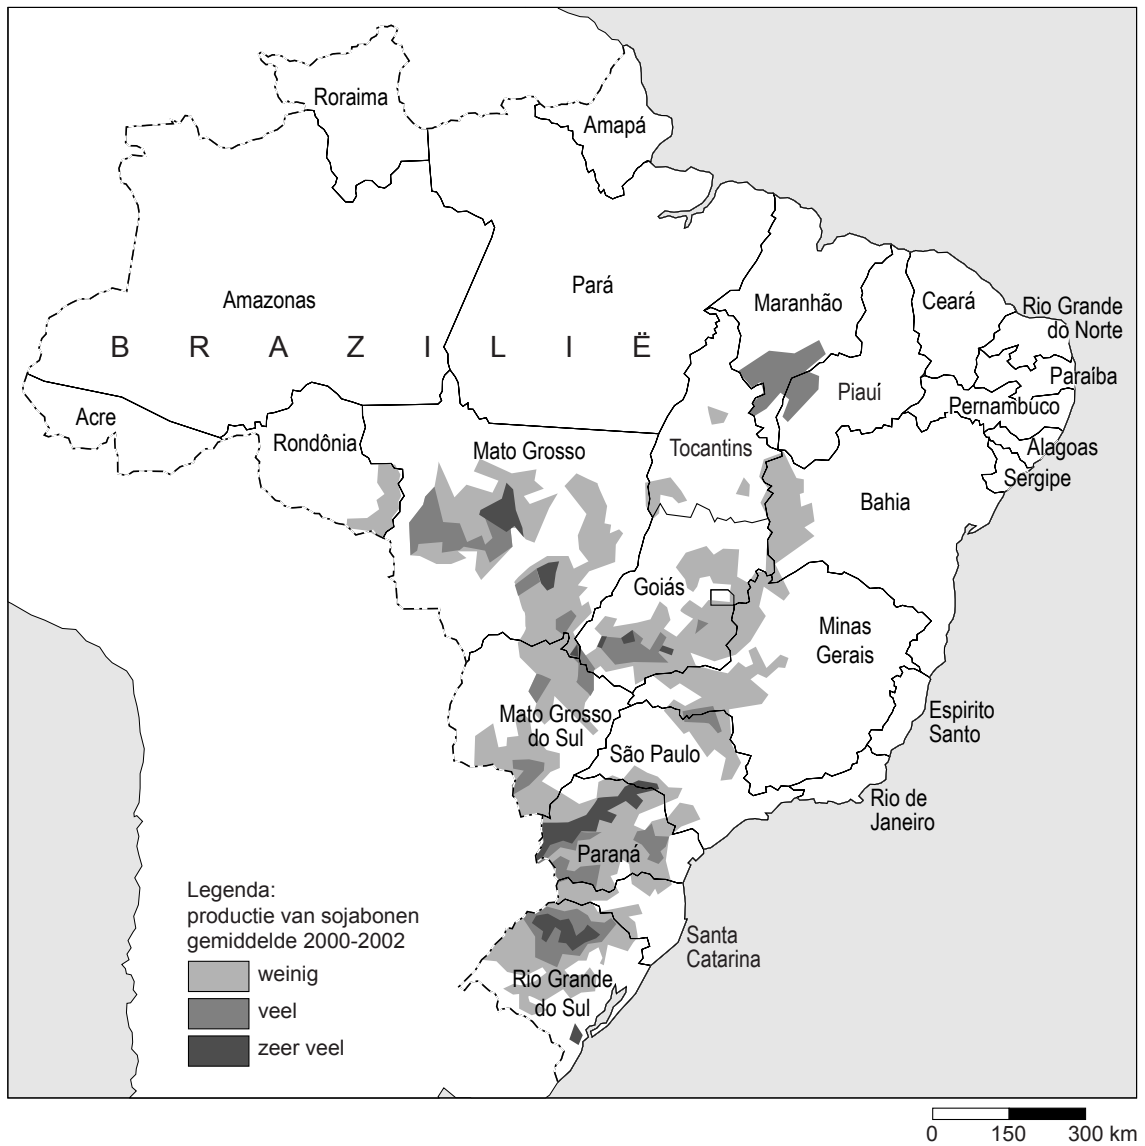 Roraima
Amapá
Amazonas
Pará
Maranhão
Ceará
Rio Grande
do Norte
B R A Z I L I Ë
Paraíba
Piauí
Pernambuco
Acre
Rondônia
Mato Grosso
Tocantins
Alagoas
Sergipe
Bahia
Goiás
Minas
Gerais
Espirito
Santo
Mato Grosso
do Sul
São Paulo
Rio de
Janeiro
Paraná
Santa
Catarina
Rio Grande
do Sul
Legenda:
productie van sojabonen
gemiddelde 2000-2002
weinig
veel
zeer veel
0 150 300 km